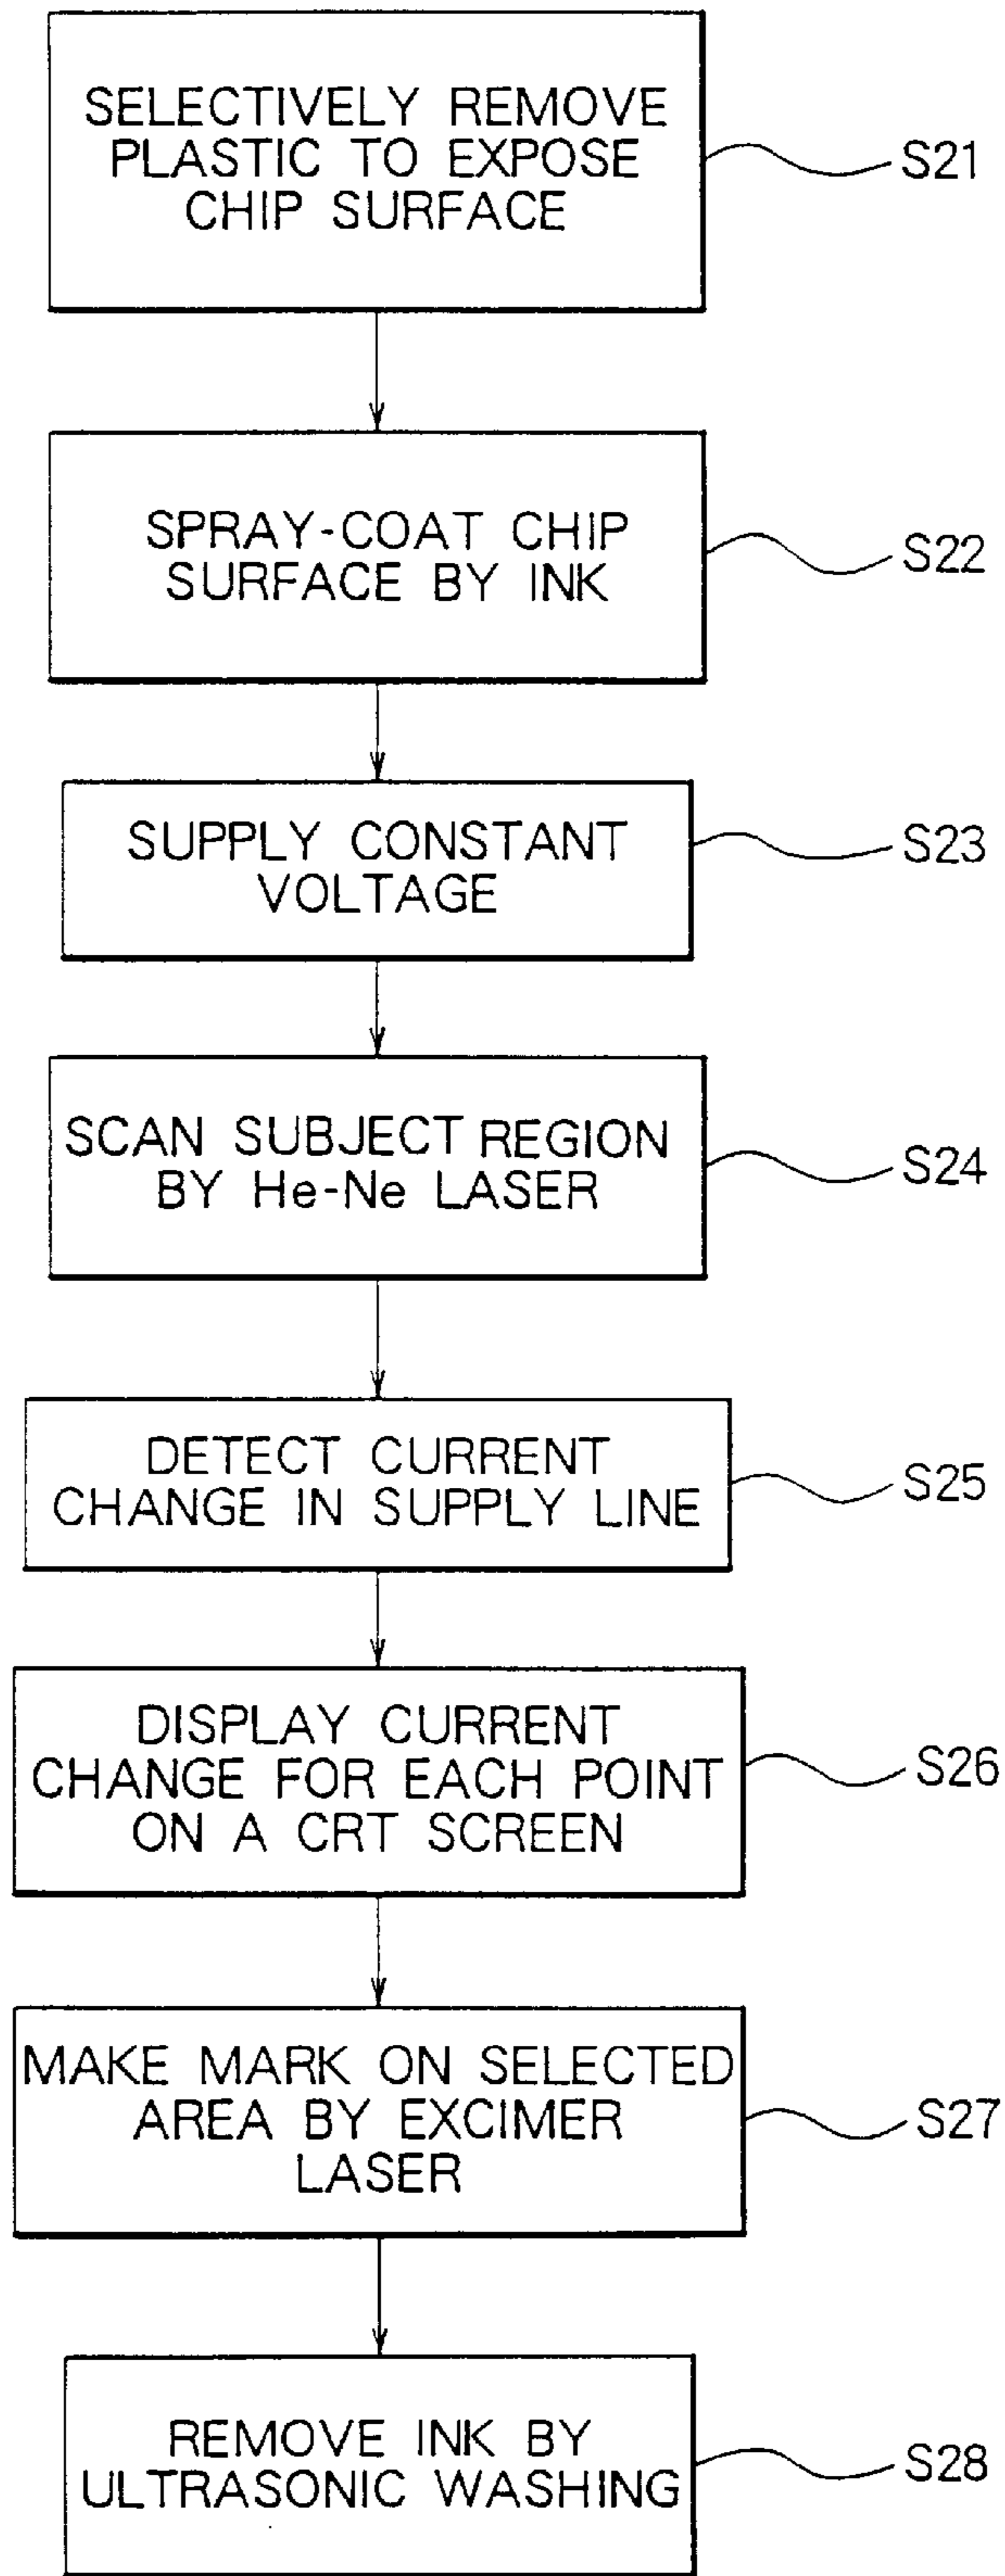 SELECTIVELY REMOVE
PLASTIC TO EXPOSE
CHIP SURFACE
S21
SPRAY-COAT CHIP
SURFACE BY INK
S22
SUPPLY CONSTANT
VOLTAGE
S23
SCAN SUBJECT REGION
BY He-Ne LASER
S24
DETECT CURRENT
CHANGE IN SUPPLY LINE
S25
DISPLAY CURRENT
CHANGE FOR EACH POINT
ON A CRT SCREEN
S26
MAKE MARK ON SELECTED
AREA BY EXCIMER
LASER
S27
REMOVE INK BY
ULTRASONIC WASHING
S28